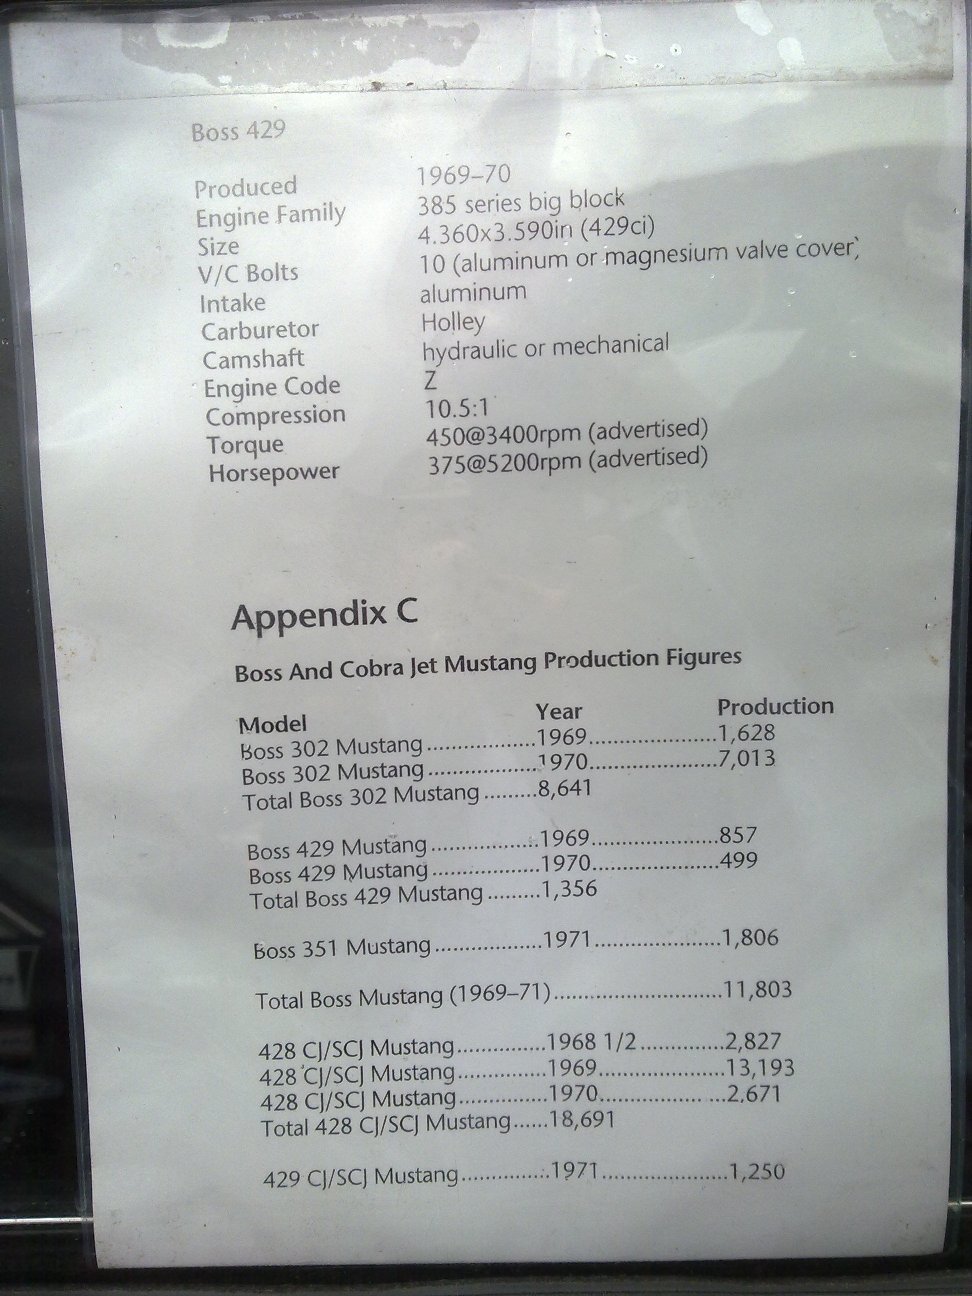 Boss 429
Produced 1969–70
Engine Family 385 series big block
Size 4.360x3.590in (429ci)
V/C Bolts 10 (aluminum or magnesium valve cover)
Intake aluminum
Carburetor Holley
Camshaft hydraulic or mechanical
Engine Code Z
Compression 10.5:1
Torque 450@3400rpm (advertised)
Horsepower 375@5200rpm (advertised)
Appendix C
Boss And Cobra Jet Mustang Production Figures
Model Year Production
Boss 302 Mustang..................1969.....................1,628
Boss 302 Mustang..................1970.....................7,013
Total Boss 302 Mustang.........8,641
Boss 429 Mustang..................1969.....................857
Boss 429 Mustang..................1970.....................499
Total Boss 429 Mustang.........1,356
Boss 351 Mustang..................1971.....................1,806
Total Boss Mustang (1969–71)............................11,803
428 CJ/SCJ Mustang...............1968 1/2..............2,827
428 CJ/SCJ Mustang...............1969.....................13,193
428 CJ/SCJ Mustang...............1970.....................2,671
Total 428 CJ/SCJ Mustang......18,691
429 CJ/SCJ Mustang...............1971.....................1,250